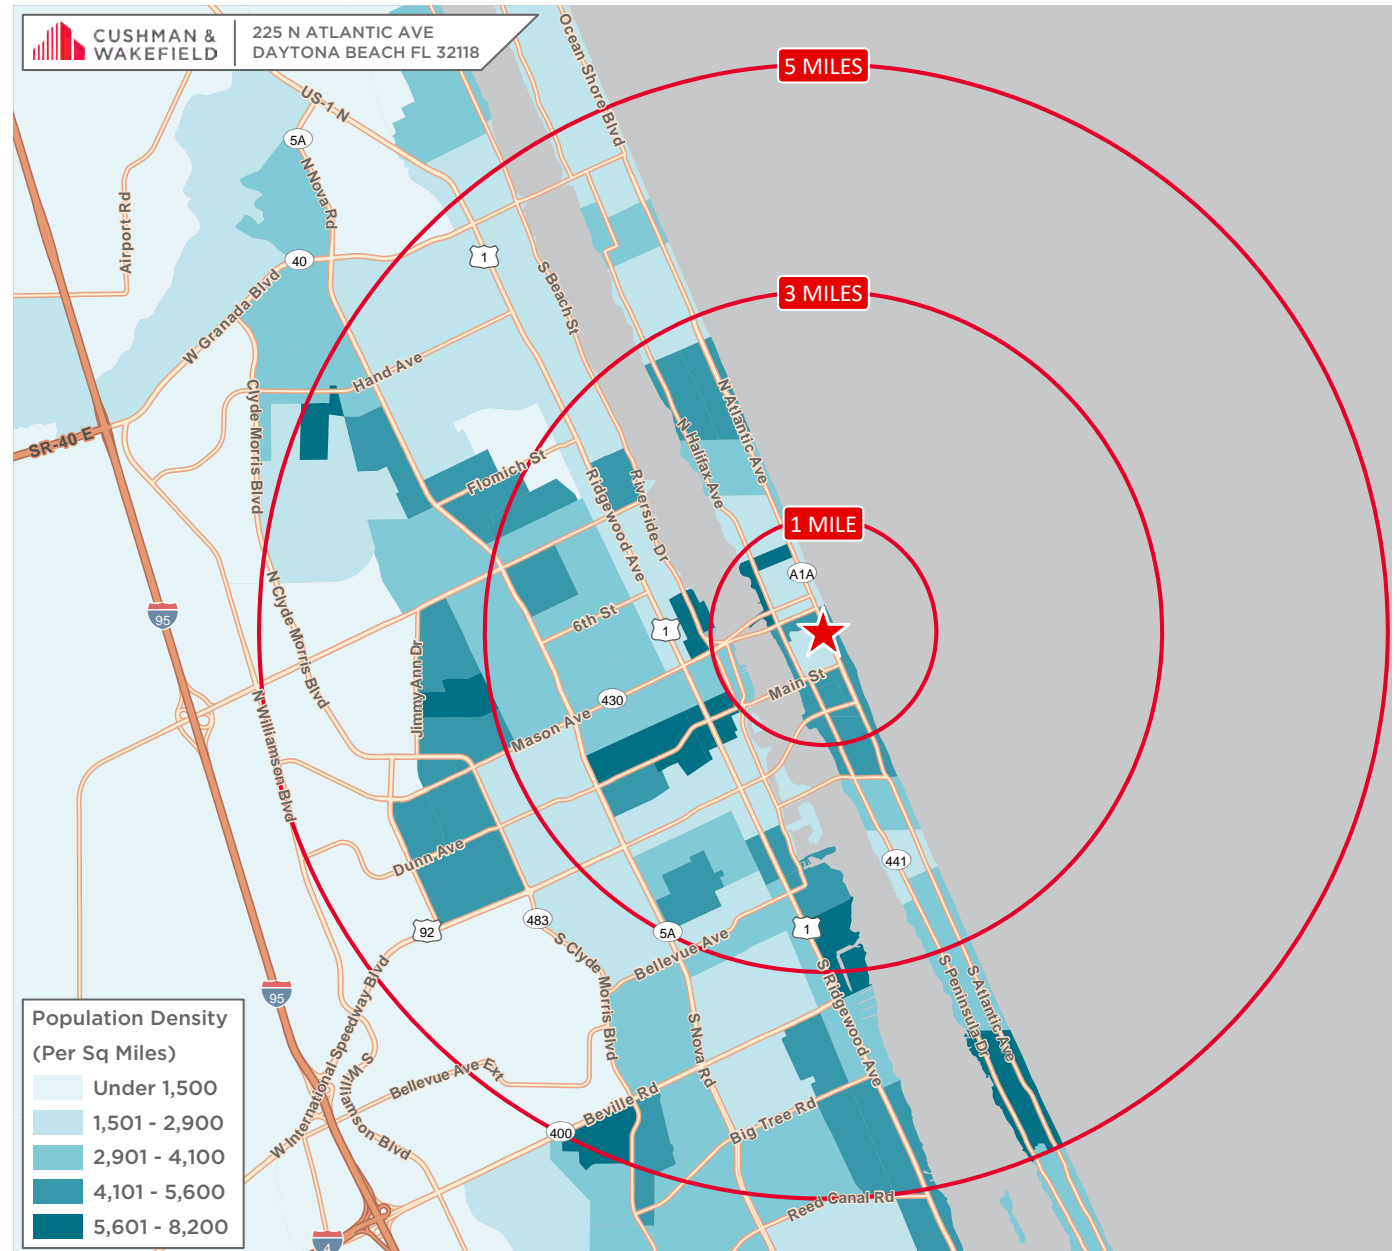 CUSHMAN &
WAKEFIELD
225 N ATLANTIC AVE
DAYTONA BEACH FL 32118
5 MILES
3 MILES
1 MILE
Ocean Shore Blvd
US-1 N
5A
N Nova Rd
Airport Rd
40
1
W Granada Blvd
S Beach St
Hand Ave
Clyde Morris Blvd
SR-40 E
N Atlantic Ave
N Halifax Ave
Flomich St
Ridgewood Ave
Riverside Dr
A1A
95
N Clyde Morris Blvd
6th St
1
Jimmy Ann Dr
430
Main St
Mason Ave
N Williamson Blvd
Dunn Ave
441
92
483
5A
1
Bellevue Ave
S Clyde Morris Blvd
S Ridgewood Ave
S Peninsula Dr
S Atlantic Ave
95
W International Speedway Blvd
S Williamson Blvd
S Nova Rd
Bellevue Ave Ext
Beville Rd
400
Big Tree Rd
Reed Canal Rd
4
Population Density
(Per Sq Miles)
Under 1,500
1,501 - 2,900
2,901 - 4,100
4,101 - 5,600
5,601 - 8,200